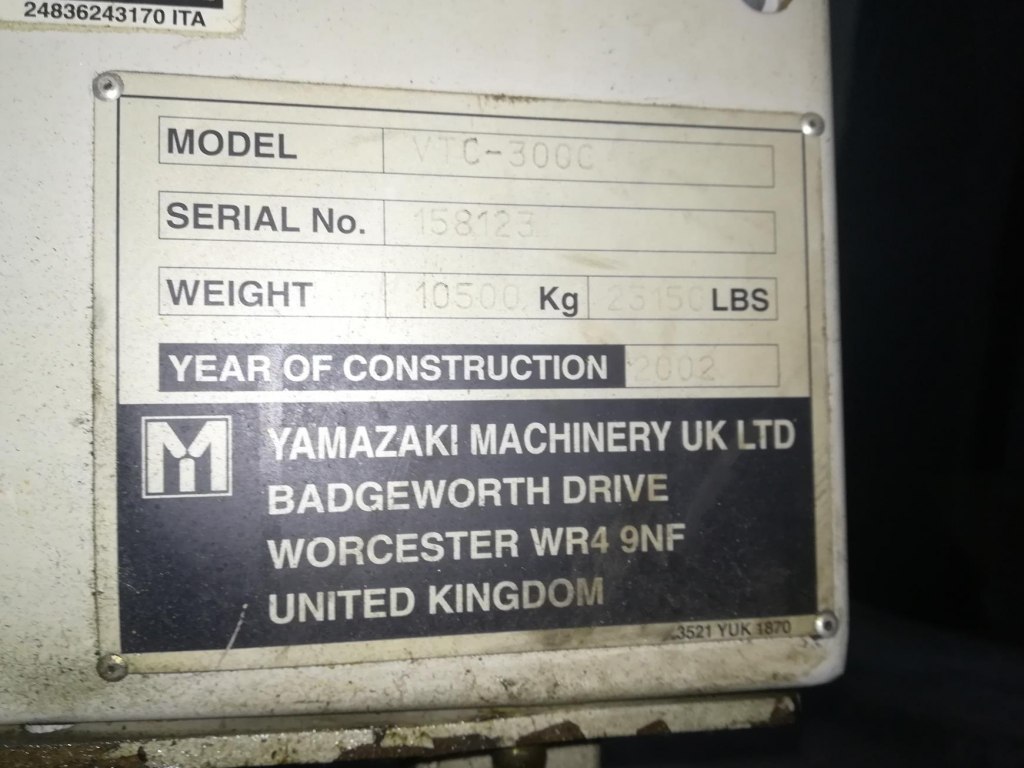 24836243170 ITA
MODEL VTC-300C
SERIAL No. 158123
WEIGHT 10500 Kg 23150 LBS
YEAR OF CONSTRUCTION 2002
YAMAZAKI MACHINERY UK LTD
BADGEWORTH DRIVE
WORCESTER WR4 9NF
UNITED KINGDOM
3521 YUK 1870